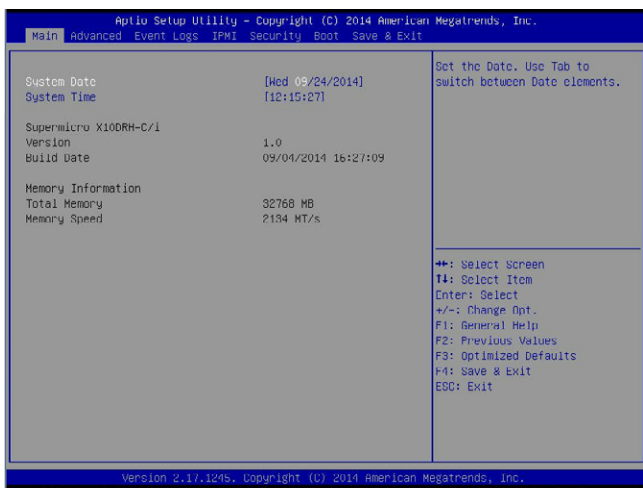 Aptio Setup Utility – Copyright (C) 2014 American Megatrends, Inc.
Main Advanced Event Logs IPMI Security Boot Save & Exit
System Date [Wed 09/24/2014]
System Time [12:15:27]
Supermicro X10DRH-C/i
Version 1.0
Build Date 09/04/2014 16:27:09
Memory Information
Total Memory 32768 MB
Memory Speed 2134 MT/s
Set the Date. Use Tab to
switch between Date elements.
→←: Select Screen
↑↓: Select Item
Enter: Select
+/-: Change Opt.
F1: General Help
F2: Previous Values
F3: Optimized Defaults
F4: Save & Exit
ESC: Exit
Version 2.17.1245. Copyright (C) 2014 American Megatrends, Inc.